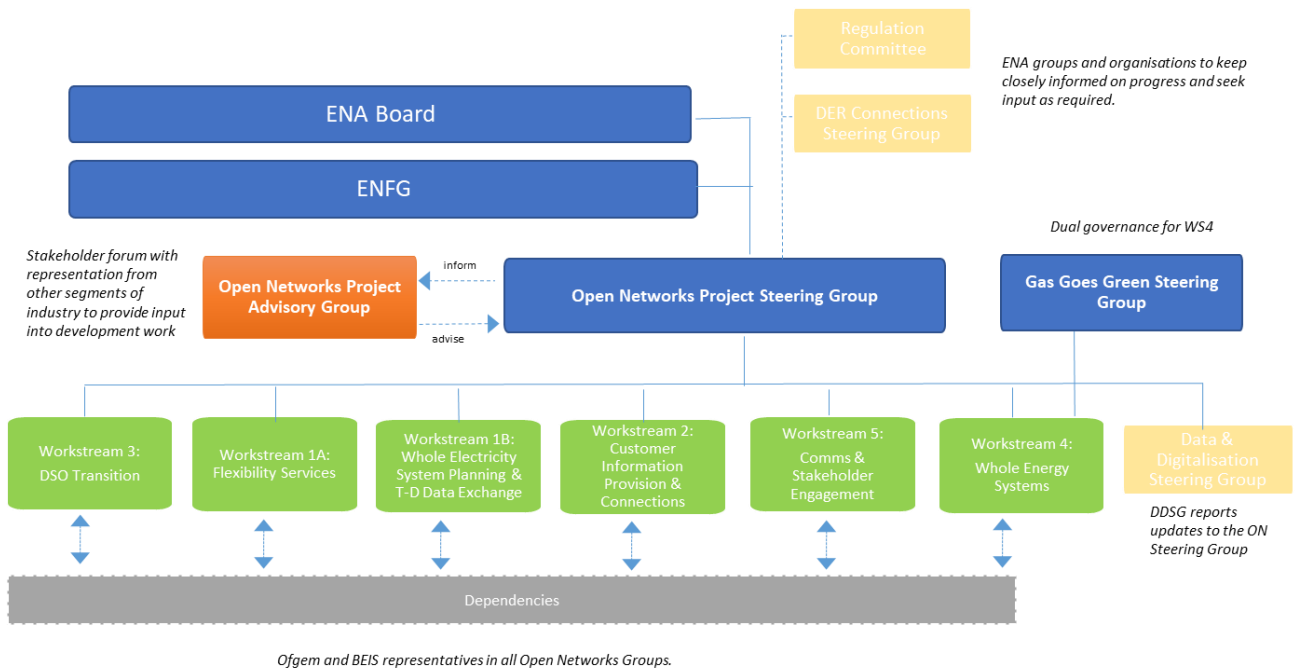 Regulation
Committee
ENA groups and organisations to keep
closely informed on progress and seek
input as required.
ENA Board
DER Connections
Steering Group
ENFG
Dual governance for WS4
Stakeholder forum with
representation from
other segments of
industry to provide input
into development work
Open Networks Project
Advisory Group
inform
advise
Open Networks Project Steering Group
Gas Goes Green Steering
Group
Workstream 3:
DSO Transition
Workstream 1A:
Flexibility Services
Workstream 1B:
Whole Electricity
System Planning &
T-D Data Exchange
Workstream 2:
Customer
Information
Provision &
Connections
Workstream 5:
Comms &
Stakeholder
Engagement
Workstream 4:
Whole Energy
Systems
Data &
Digitalisation
Steering Group
DDSG reports
updates to the ON
Steering Group
Dependencies
Ofgem and BEIS representatives in all Open Networks Groups.